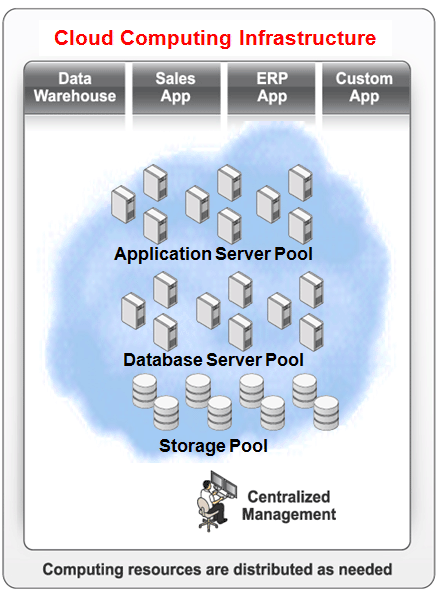 Cloud Computing Infrastructure
Data
Warehouse
Sales
App
ERP
App
Custom
App
Application Server Pool
Database Server Pool
Storage Pool
Centralized
Management
Computing resources are distributed as needed